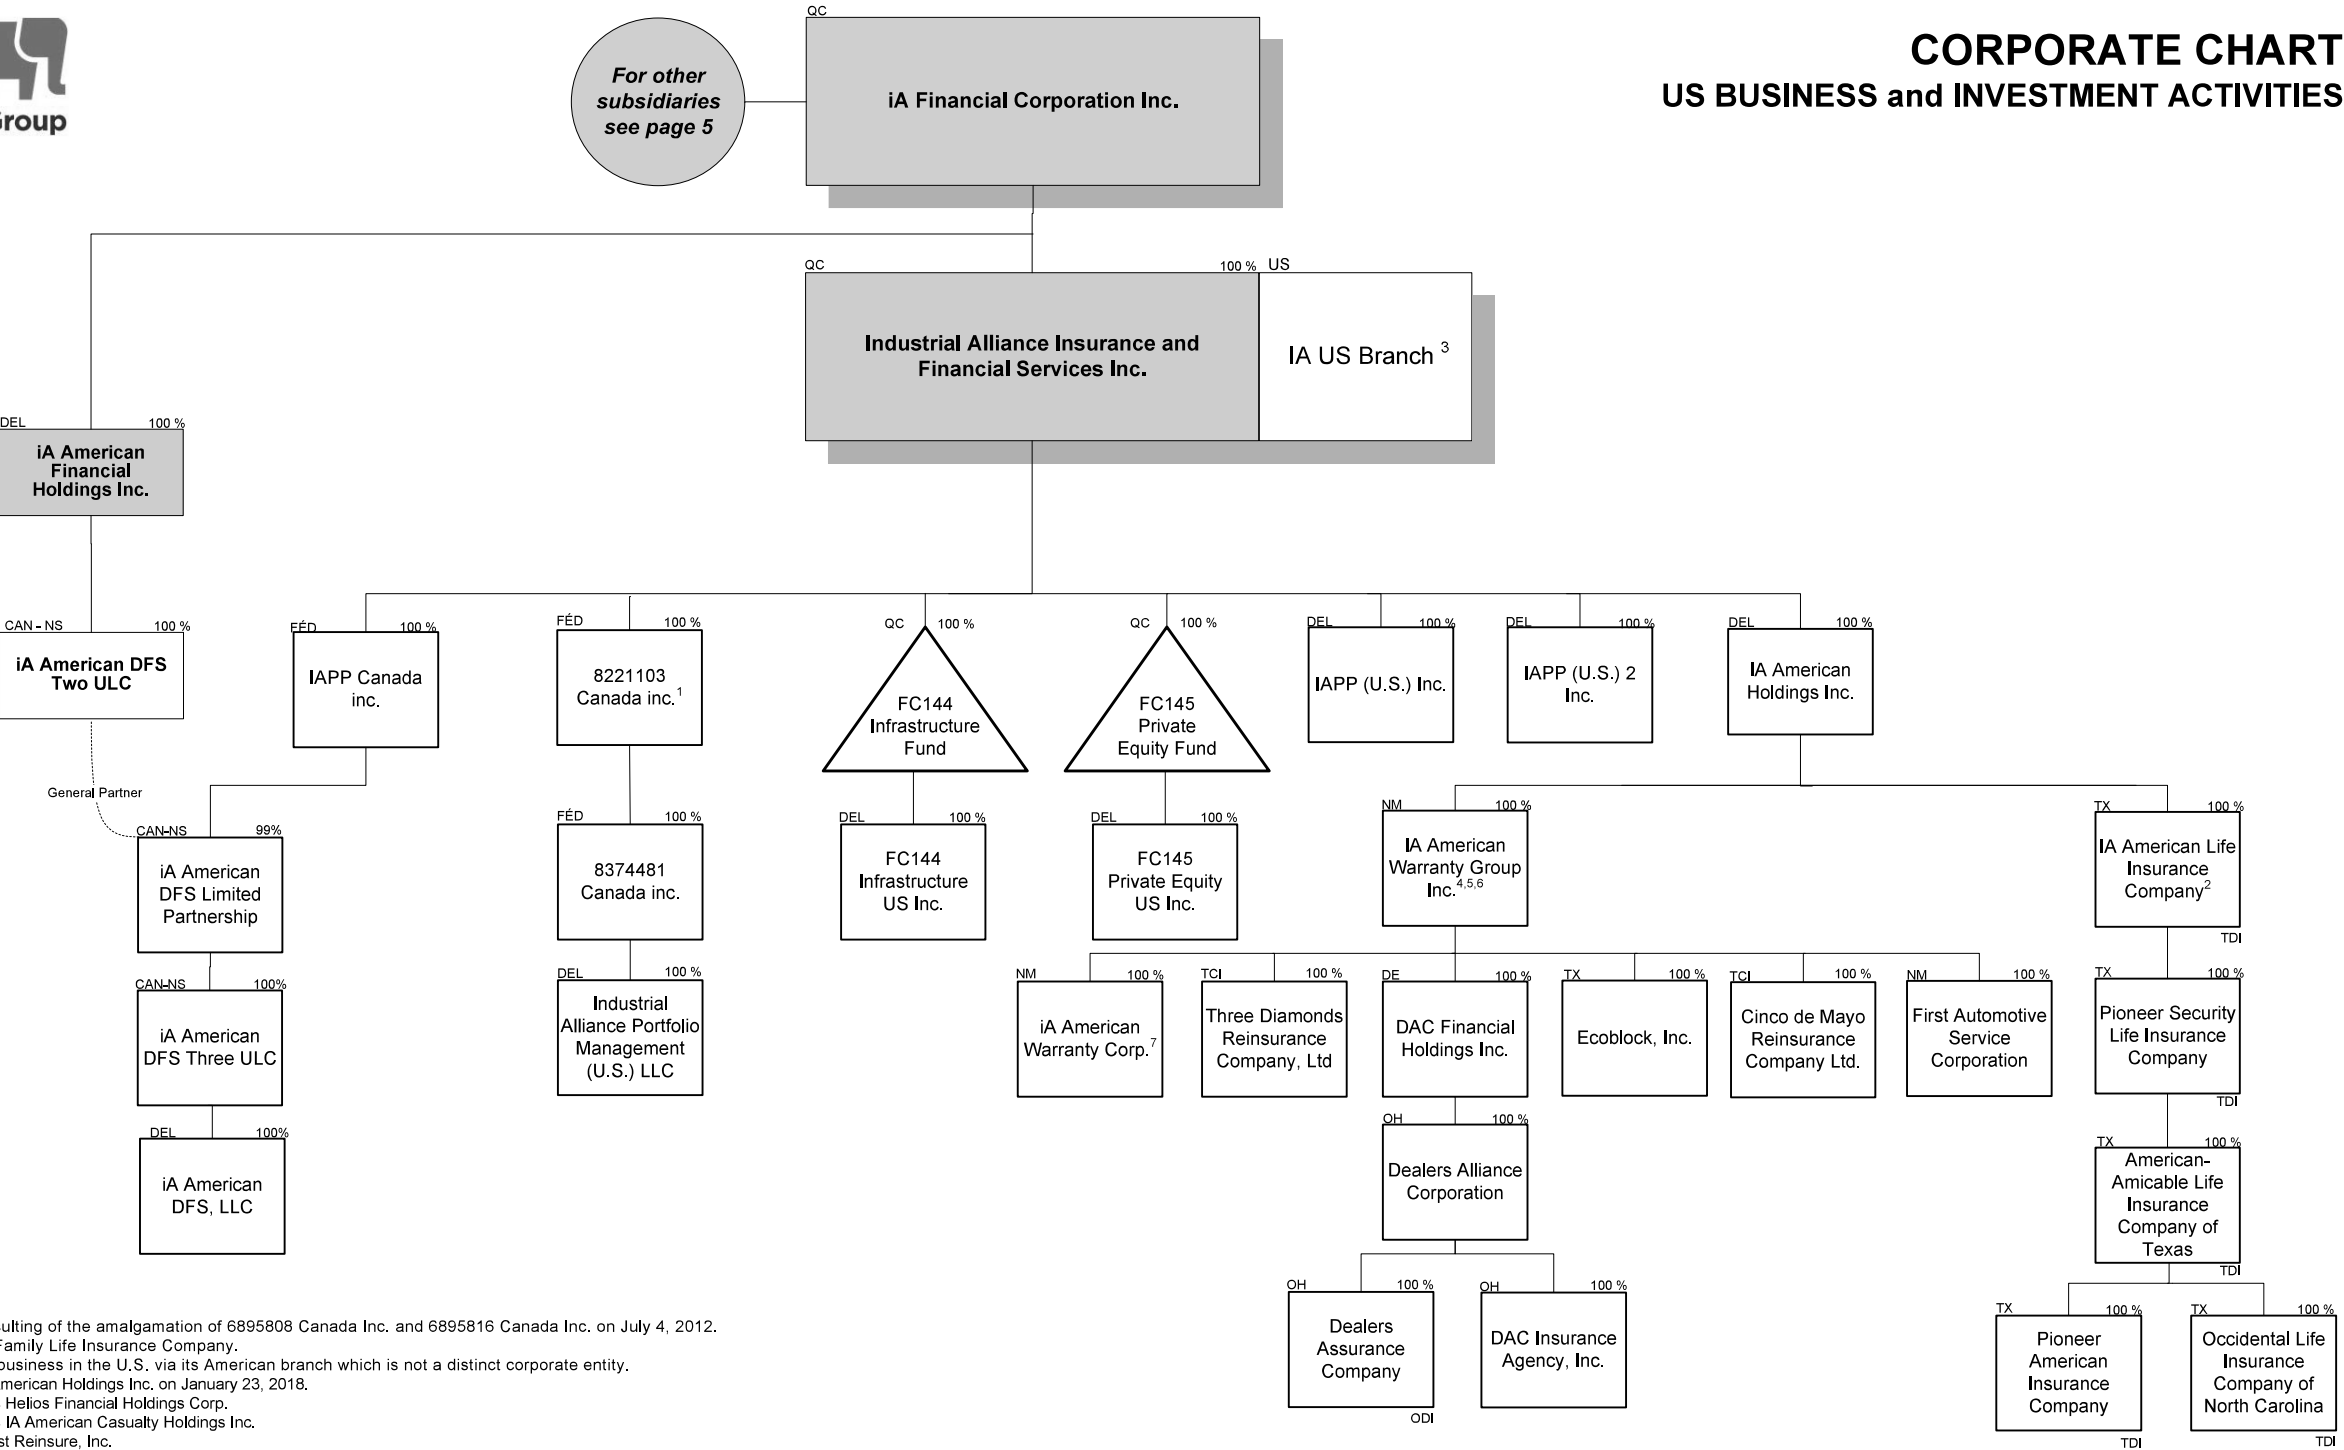 CORPORATE CHART
US BUSINESS and INVESTMENT ACTIVITIES
Group
For other
subsidiaries
see page 5
QC
iA Financial Corporation Inc.
QC
100 %
Industrial Alliance Insurance and
Financial Services Inc.
US
IA US Branch 3
DEL 100 %
iA American
Financial
Holdings Inc.
CAN - NS 100 %
iA American DFS
Two ULC
General Partner
FÉD 100 %
IAPP Canada
inc.
CAN-NS 99%
iA American
DFS Limited
Partnership
CAN-NS 100%
iA American
DFS Three ULC
DEL 100%
iA American
DFS, LLC
FÉD 100 %
8221103
Canada inc.1
FÉD 100 %
8374481
Canada inc.
DEL 100 %
Industrial
Alliance Portfolio
Management
(U.S.) LLC
QC 100 %
FC144
Infrastructure
Fund
DEL 100 %
FC144
Infrastructure
US Inc.
QC 100 %
FC145
Private
Equity Fund
DEL 100 %
FC145
Private Equity
US Inc.
DEL 100 %
IAPP (U.S.) Inc.
DEL 100 %
IAPP (U.S.) 2
Inc.
DEL 100 %
IA American
Holdings Inc.
NM 100 %
IA American
Warranty Group
Inc.4,5,6
NM 100 %
iA American
Warranty Corp.7
TCI 100 %
Three Diamonds
Reinsurance
Company, Ltd
DE 100 %
DAC Financial
Holdings Inc.
TX 100 %
Ecoblock, Inc.
TCI 100 %
Cinco de Mayo
Reinsurance
Company Ltd.
NM 100 %
First Automotive
Service
Corporation
OH 100 %
Dealers Alliance
Corporation
OH 100 %
Dealers
Assurance
Company
ODI
OH 100 %
DAC Insurance
Agency, Inc.
TX 100 %
IA American Life
Insurance
Company2
TDI
TX 100 %
Pioneer Security
Life Insurance
Company
TDI
TX 100 %
American-
Amicable Life
Insurance
Company of
Texas
TDI
TX 100 %
Pioneer
American
Insurance
Company
TDI
TX 100 %
Occidental Life
Insurance
Company of
North Carolina
TDI
of the amalgamation of 6895808 Canada Inc. and 6895816 Canada Inc. on July 4, 2012.
Family Life Insurance Company.
business in the U.S. via its American branch which is not a distinct corporate entity.
American Holdings Inc. on January 23, 2018.
Helios Financial Holdings Corp.
IA American Casualty Holdings Inc.
Reinsure, Inc.